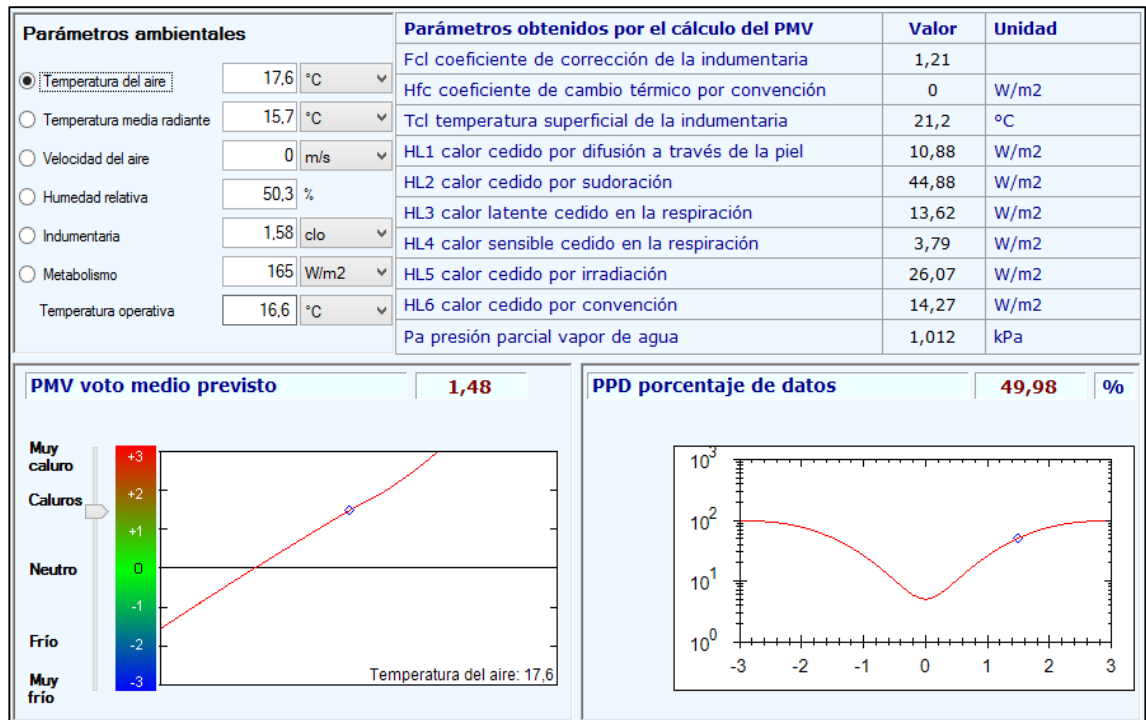 Parámetros ambientales
Temperatura del aire 17,6 °C
Temperatura media radiante 15,7 °C
Velocidad del aire 0 m/s
Humedad relativa 50,3 %
Indumentaria 1,58 clo
Metabolismo 165 W/m2
Temperatura operativa 16,6 °C
Parámetros obtenidos por el cálculo del PMV Valor Unidad
Fcl coeficiente de corrección de la indumentaria 1,21
Hfc coeficiente de cambio térmico por convención 0 W/m2
Tcl temperatura superficial de la indumentaria 21,2 °C
HL1 calor cedido por difusión a través de la piel 10,88 W/m2
HL2 calor cedido por sudoración 44,88 W/m2
HL3 calor latente cedido en la respiración 13,62 W/m2
HL4 calor sensible cedido en la respiración 3,79 W/m2
HL5 calor cedido por irradiación 26,07 W/m2
HL6 calor cedido por convención 14,27 W/m2
Pa presión parcial vapor de agua 1,012 kPa
PMV voto medio previsto 1,48
Muy
caluro
Caluros
Neutro
Frío
Muy
frío
+3
+2
+1
0
-1
-2
-3
Temperatura del aire: 17,6
PPD porcentaje de datos 49,98 %
10^3
10^2
10^1
10^0
-3 -2 -1 0 1 2 3